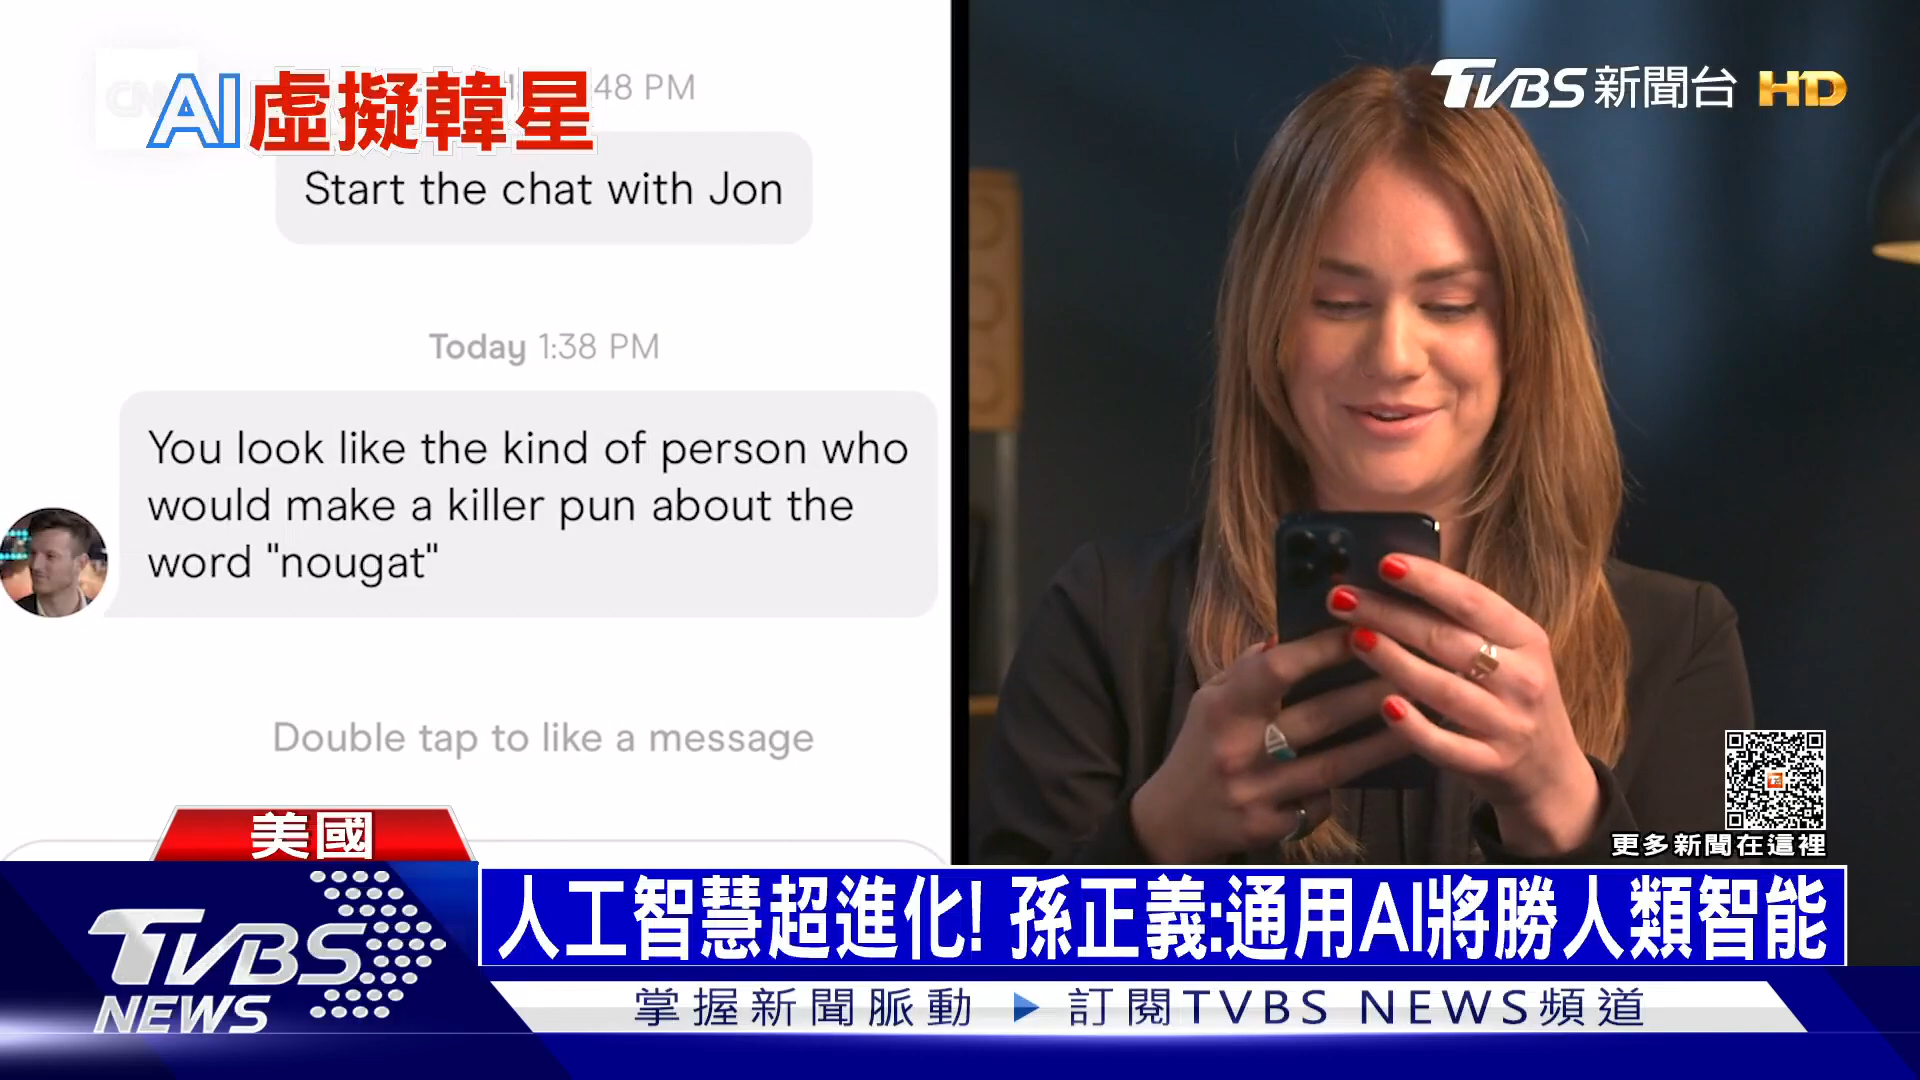 CNN
AI虛擬韓星
48 PM
TVBS新聞台 HD
Start the chat with Jon
Today 1:38 PM
You look like the kind of person who
would make a killer pun about the
word "nougat"
Double tap to like a message
更多新聞在這裡
美國
人工智慧超進化! 孫正義:通用AI將勝人類智能
TVBS
NEWS
掌握新聞脈動 ▶ 訂閱TVBS NEWS頻道